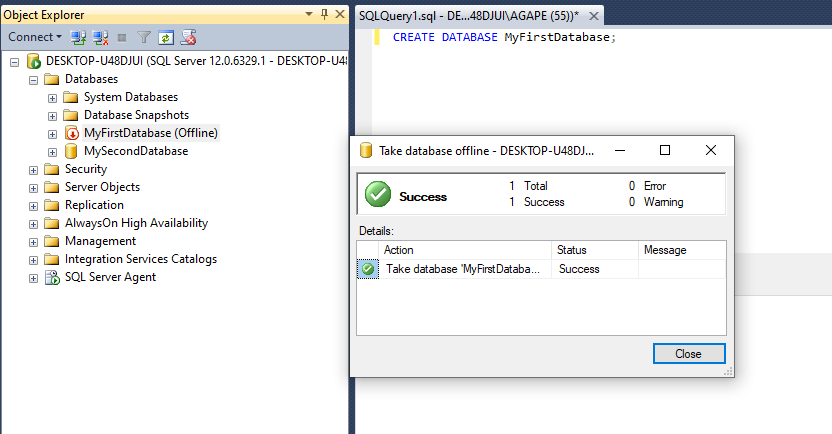 Object Explorer
Connect
DESKTOP-U48DJUI (SQL Server 12.0.6329.1 - DESKTOP-U48
Databases
System Databases
Database Snapshots
MyFirstDatabase (Offline)
MySecondDatabase
Security
Server Objects
Replication
AlwaysOn High Availability
Management
Integration Services Catalogs
SQL Server Agent
SQLQuery1.sql - DE...48DJUI\AGAPE (55))*
CREATE DATABASE MyFirstDatabase;
Take database offline - DESKTOP-U48DJ...
Success
1 Total 0 Error
1 Success 0 Warning
Details:
Action Status Message
Take database 'MyFirstDataba... Success
Close